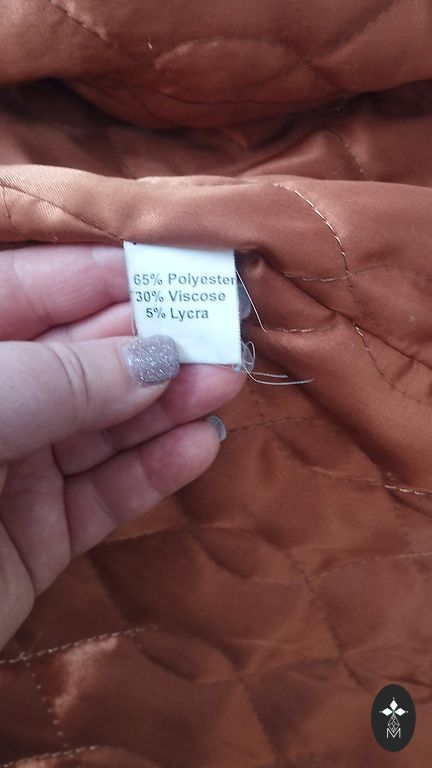 65% Polyester
30% Viscose
5% Lycra